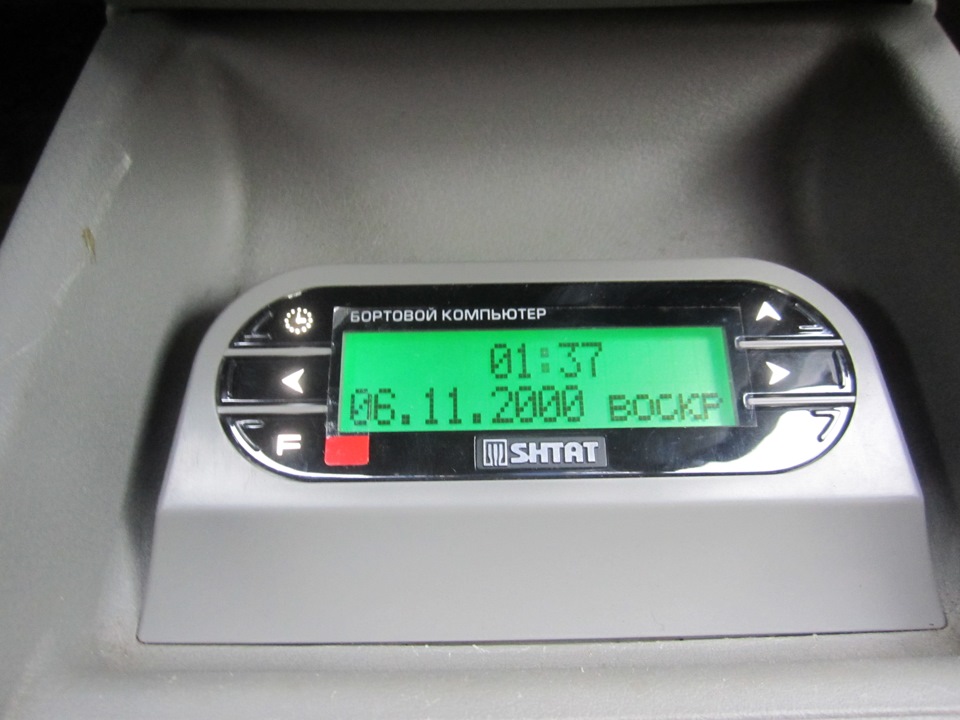 БОРТОВОЙ КОМПЬЮТЕР
01:37
06.11.2000 ВОСКР
F
SHTAT